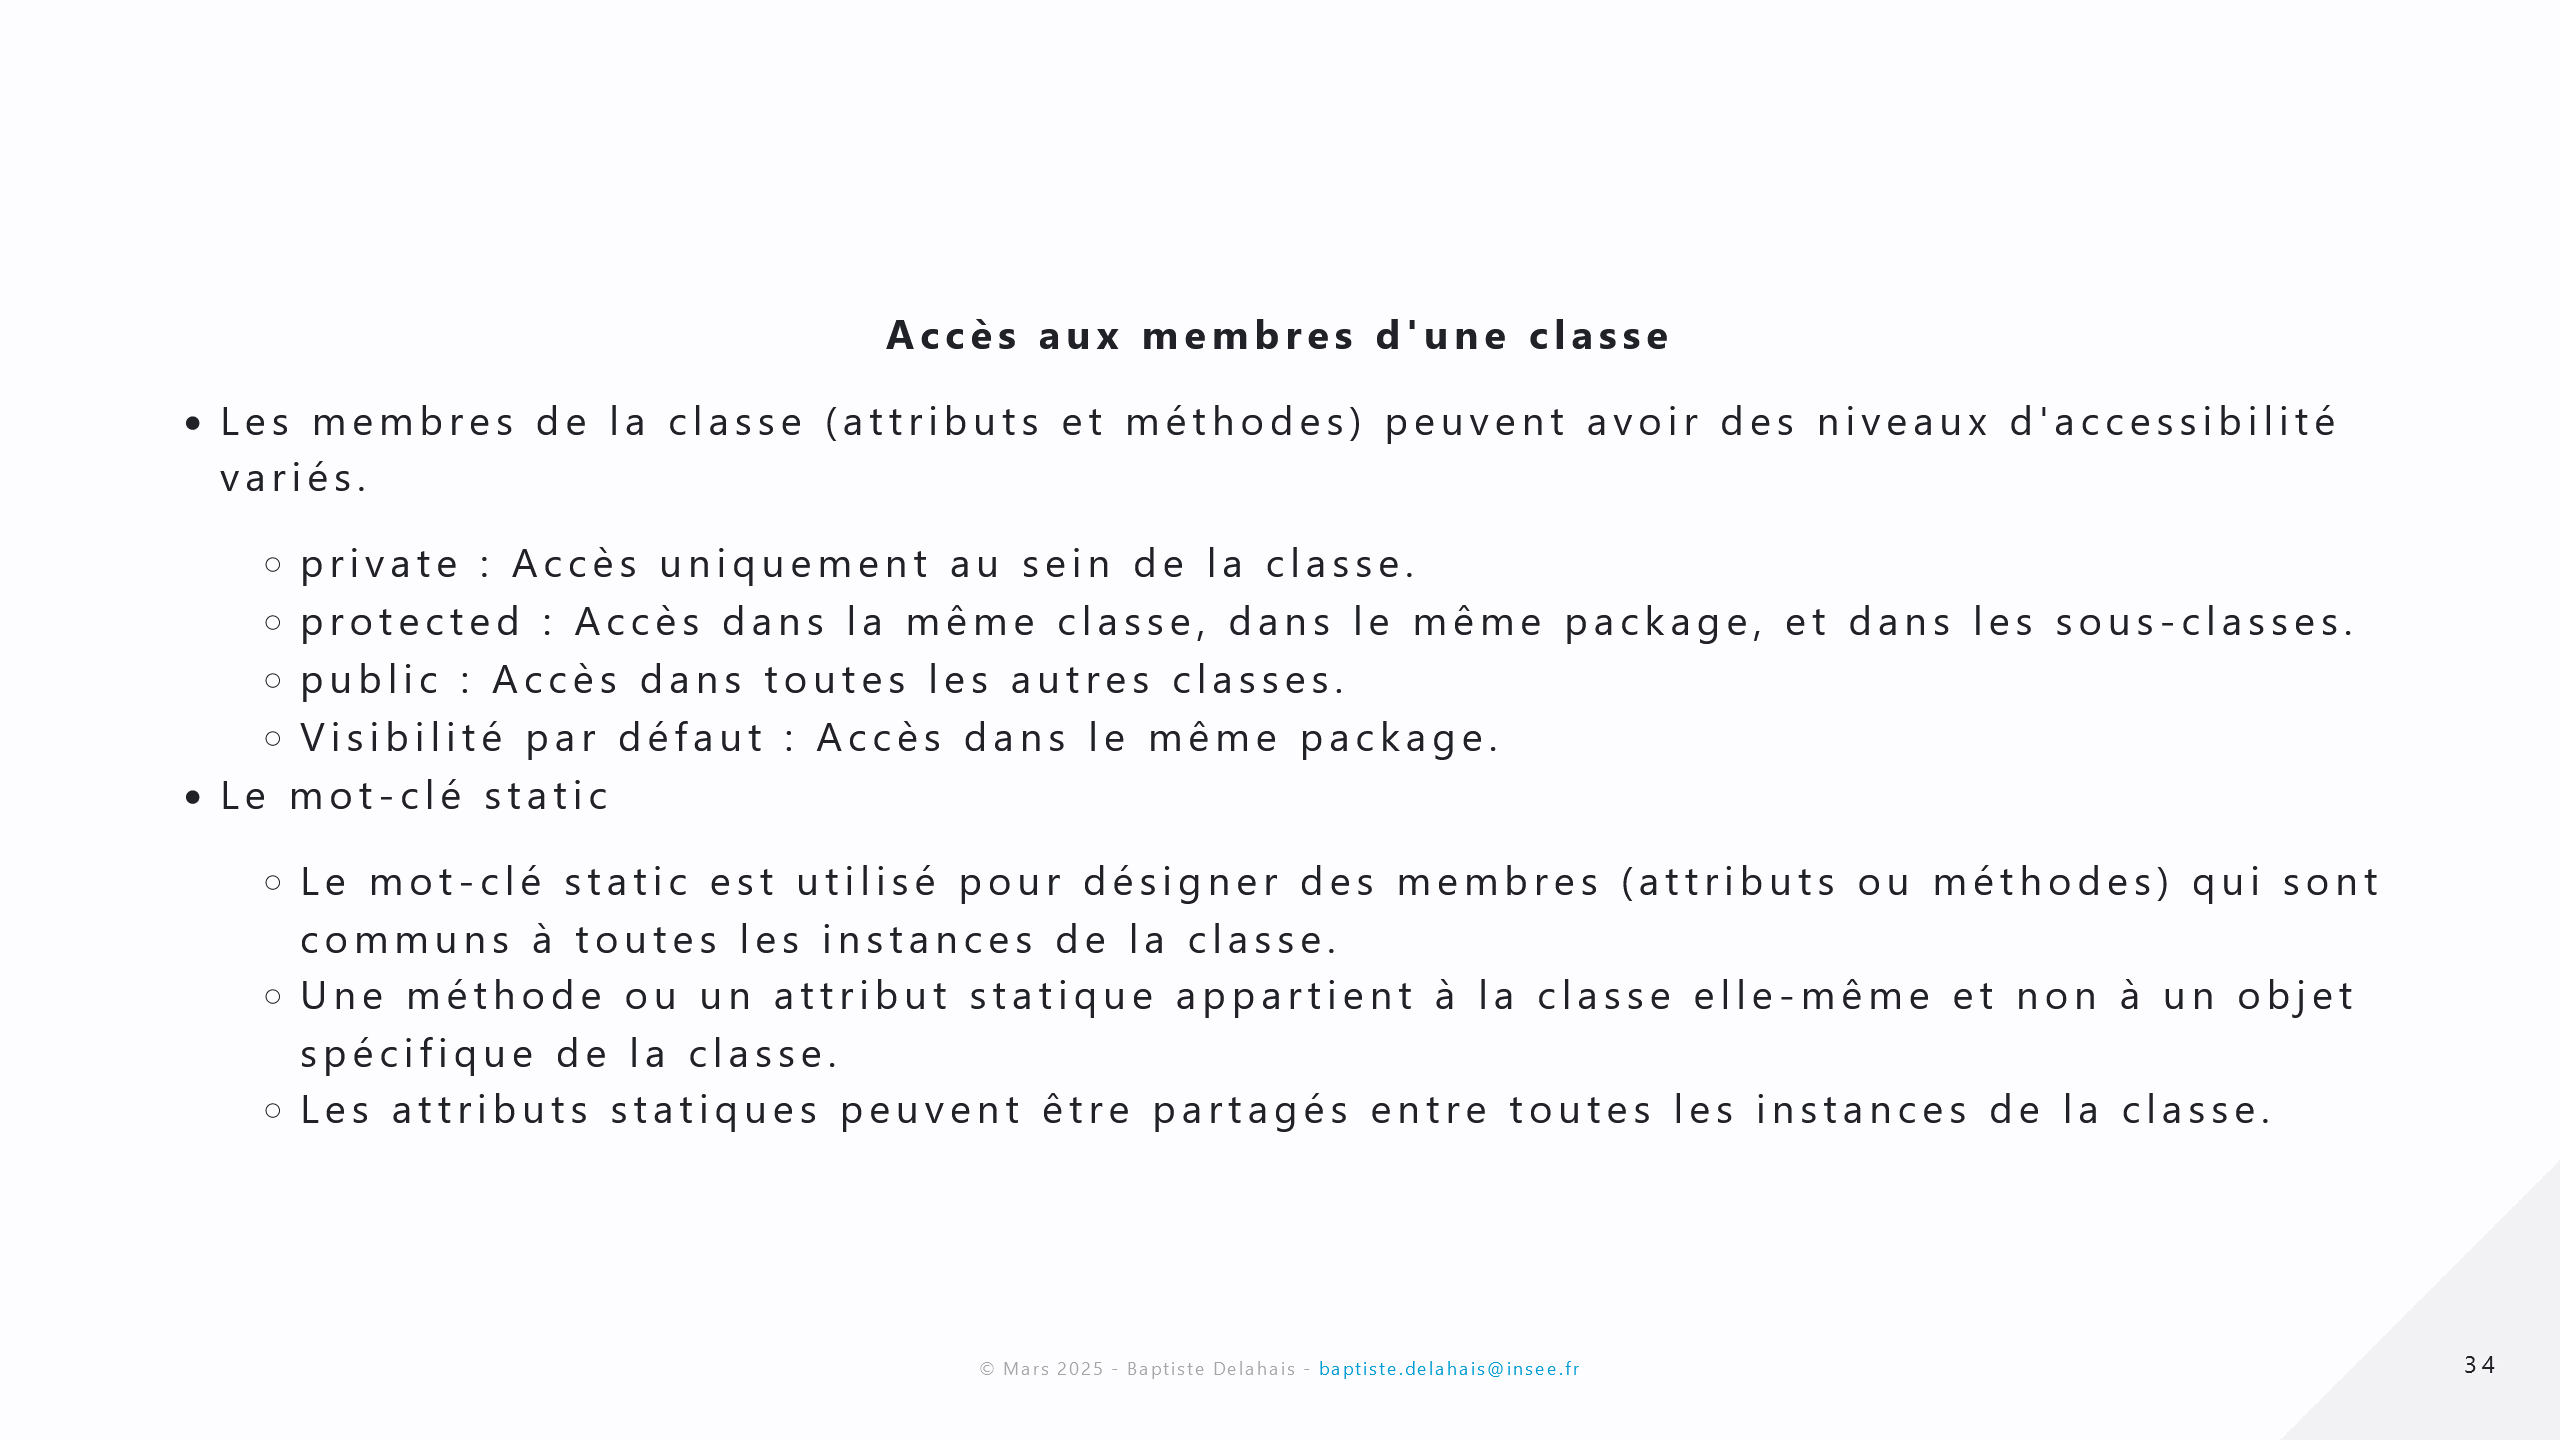 Accès aux membres d'une classe
• Les membres de la classe (attributs et méthodes) peuvent avoir des niveaux d'accessibilité
variés.
○ private : Accès uniquement au sein de la classe.
○ protected : Accès dans la même classe, dans le même package, et dans les sous-classes.
○ public : Accès dans toutes les autres classes.
○ Visibilité par défaut : Accès dans le même package.
• Le mot-clé static
○ Le mot-clé static est utilisé pour désigner des membres (attributs ou méthodes) qui sont
communs à toutes les instances de la classe.
○ Une méthode ou un attribut statique appartient à la classe elle-même et non à un objet
spécifique de la classe.
○ Les attributs statiques peuvent être partagés entre toutes les instances de la classe.
© Mars 2025 - Baptiste Delahais - baptiste.delahais@insee.fr
34